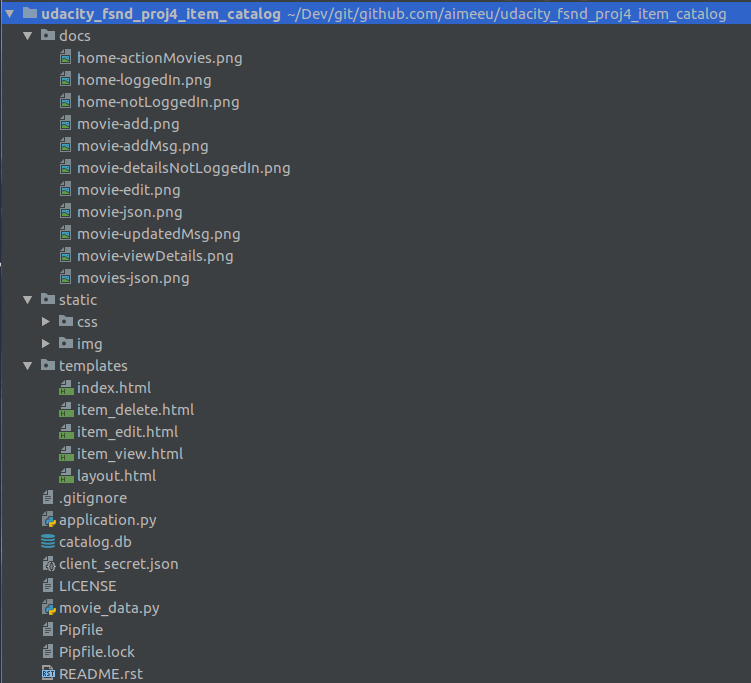 udacity_fsnd_proj4_item_catalog ~/Dev/git/github.com/aimeeu/udacity_fsnd_proj4_item_catalog
docs
home-actionMovies.png
home-loggedIn.png
home-notLoggedIn.png
movie-add.png
movie-addMsg.png
movie-detailsNotLoggedIn.png
movie-edit.png
movie-json.png
movie-updatedMsg.png
movie-viewDetails.png
movies-json.png
static
css
img
templates
index.html
item_delete.html
item_edit.html
item_view.html
layout.html
.gitignore
application.py
catalog.db
client_secret.json
LICENSE
movie_data.py
Pipfile
Pipfile.lock
README.rst